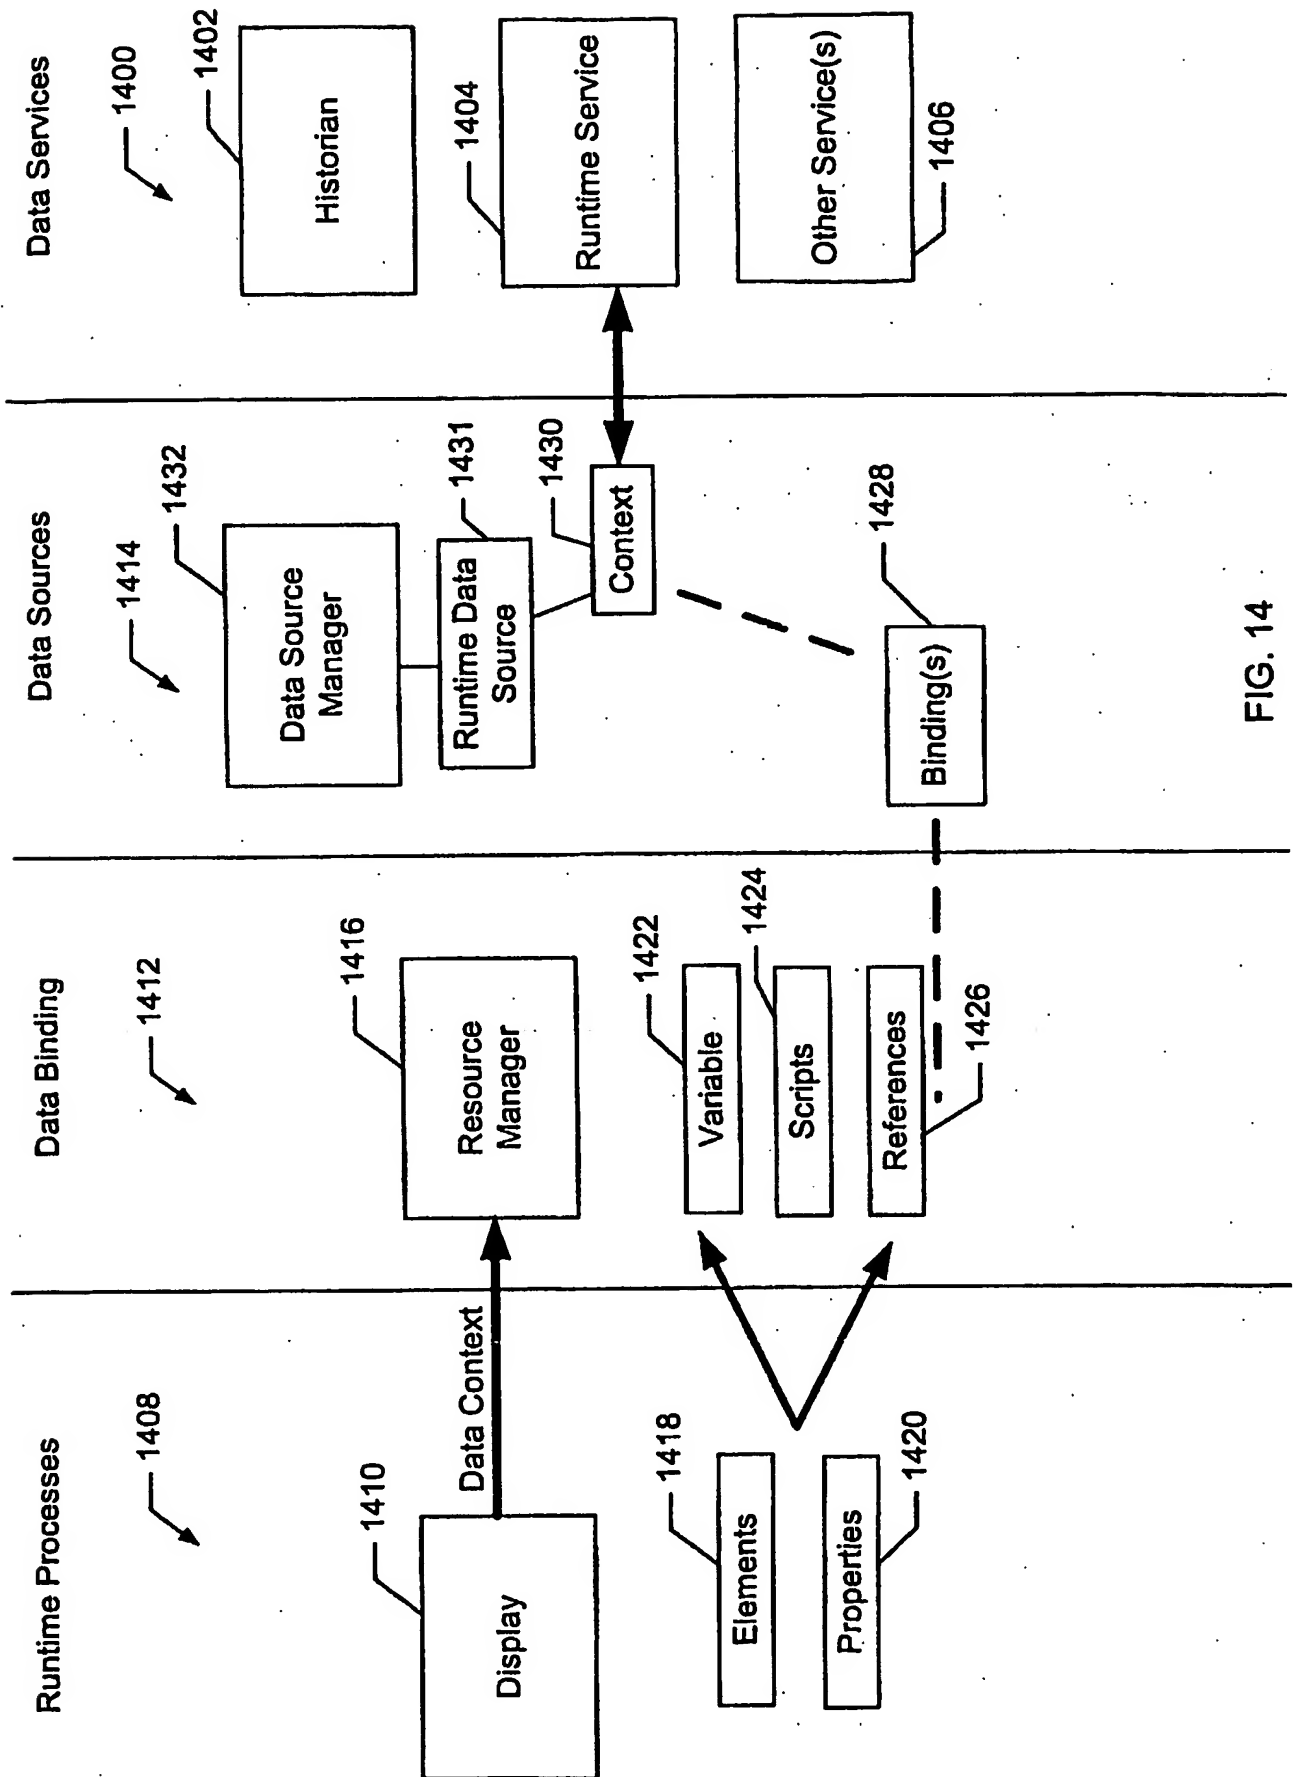 Runtime Processes
1408
1410
Display
Data Context
Elements
1418
Properties
1420
Data Binding
1412
1416
Resource
Manager
1422
Variable
1424
Scripts
References
1426
Data Sources
1414
1432
Data Source
Manager
1431
Runtime Data
Source
1430
Context
1428
Binding(s)
Data Services
1400
1402
Historian
1404
Runtime Service
Other Service(s)
1406
FIG. 14